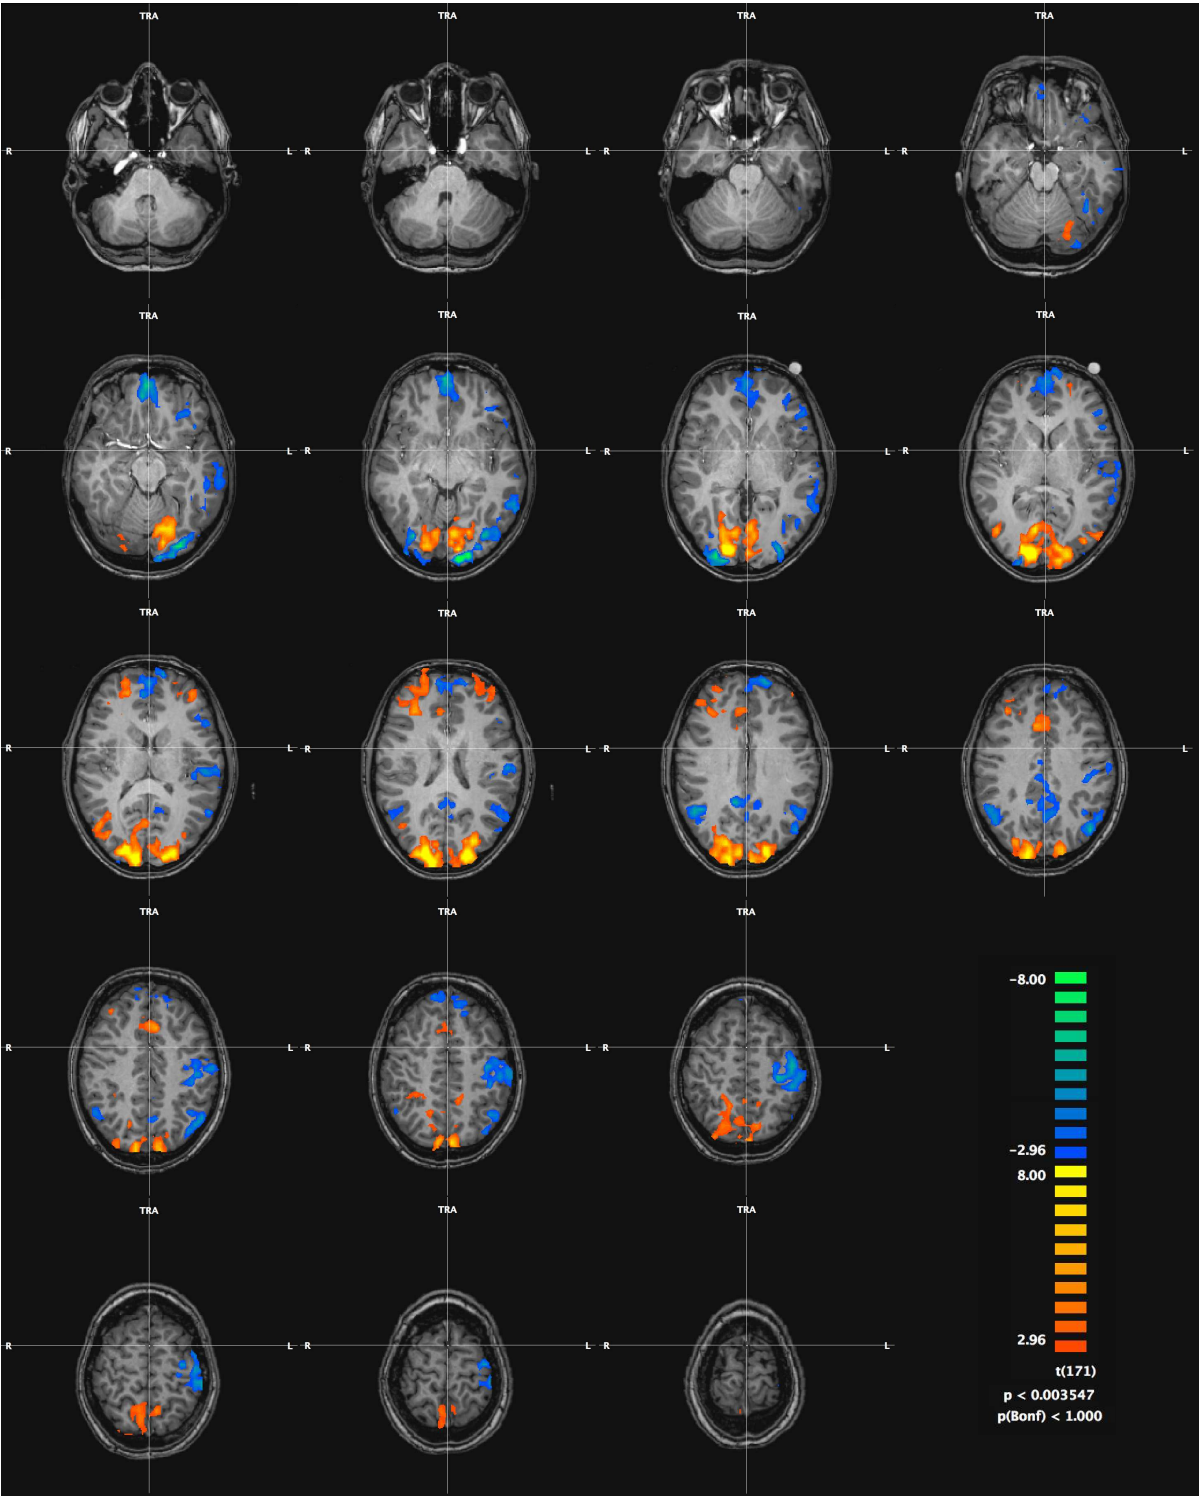 TRA TRA TRA TRA
R L R L R L R L
TRA TRA TRA TRA
R L R L R L R L
TRA TRA TRA TRA
R L R L R L R L
TRA TRA TRA
R L R L R L
−8.00
−2.96
8.00
TRA TRA TRA
2.96
R L R L R L
t(171)
p < 0.003547
p(Bonf) < 1.000